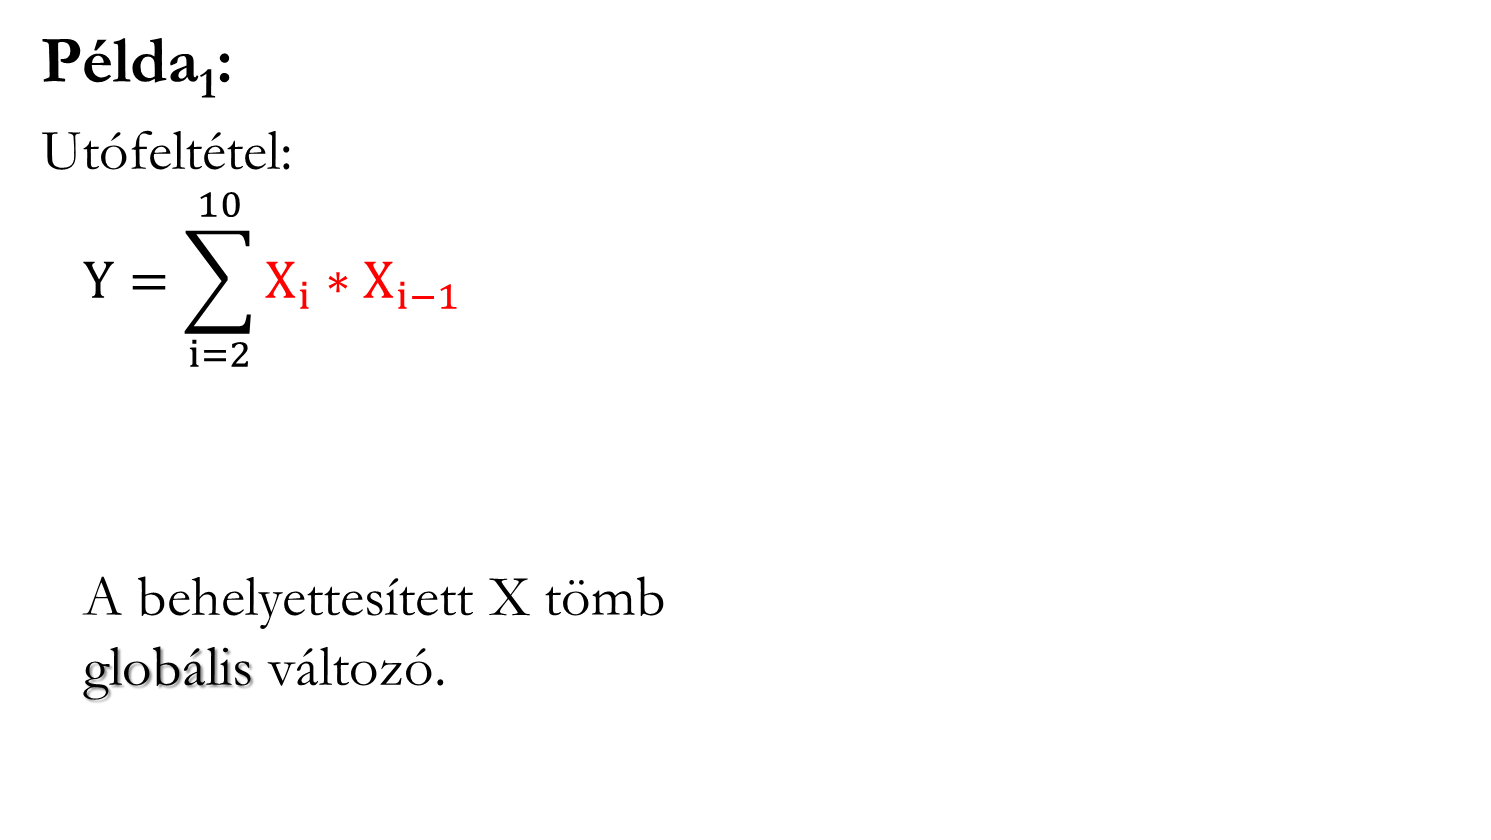 Példa₁:
Utófeltétel:
10
Y = ∑ Xᵢ * Xᵢ₋₁
i=2
A behelyettesített X tömb
globális változó.